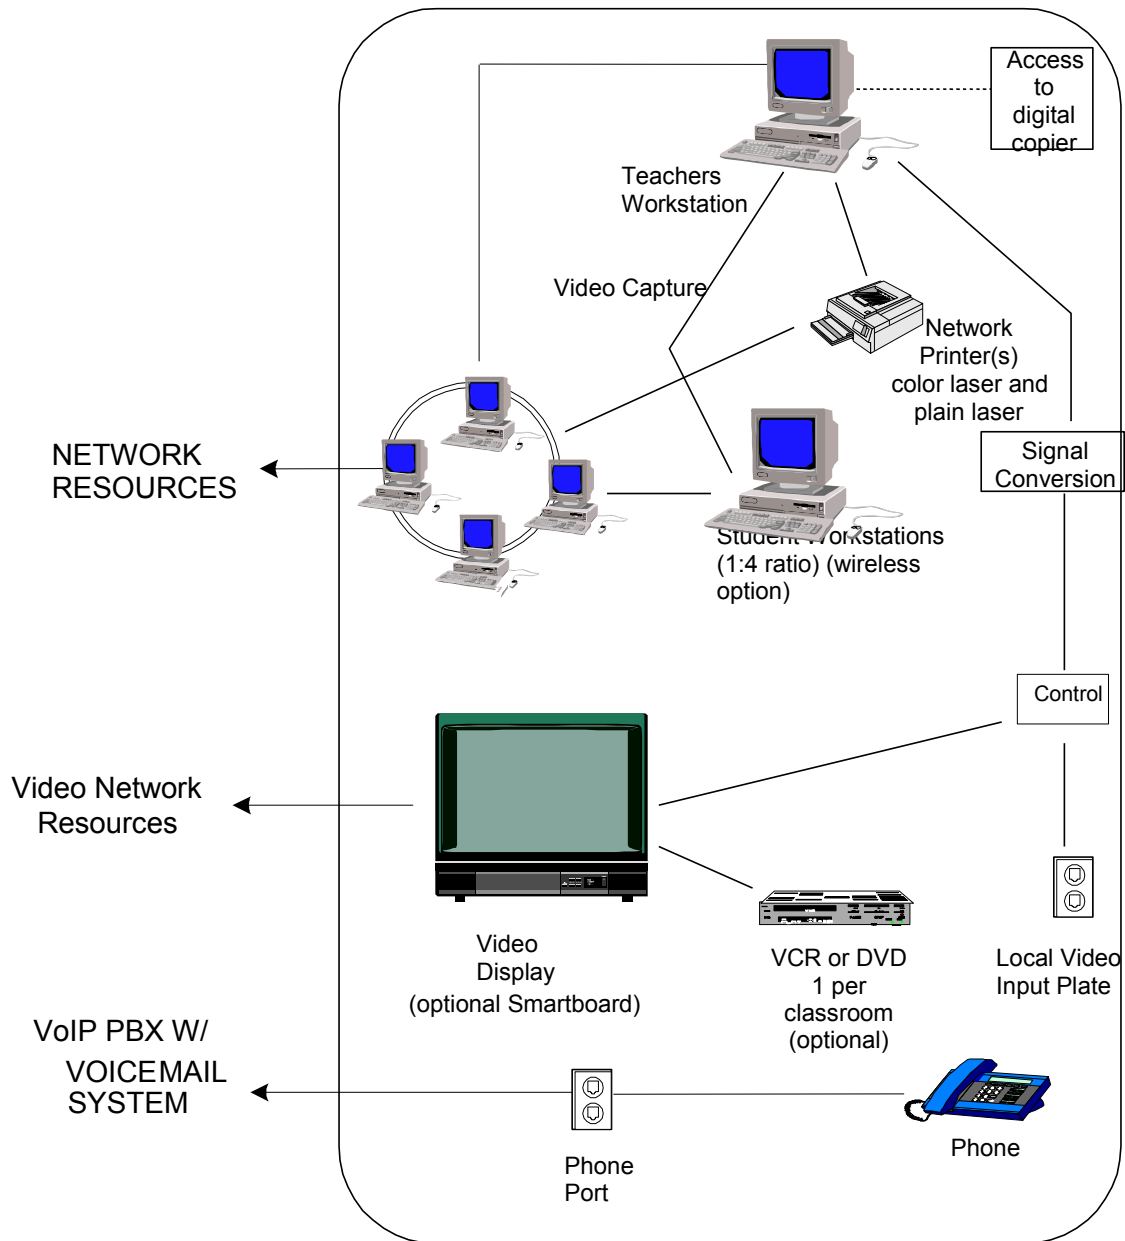 Access
to
digital
copier
Teachers
Workstation
Video Capture
Network
Printer(s)
color laser and
plain laser
NETWORK
RESOURCES
Signal
Conversion
Student Workstations
(1:4 ratio) (wireless
option)
Control
Video Network
Resources
Video
Display
(optional Smartboard)
VCR or DVD
1 per
classroom
(optional)
Local Video
Input Plate
VoIP PBX W/
VOICEMAIL
SYSTEM
Phone
Port
Phone